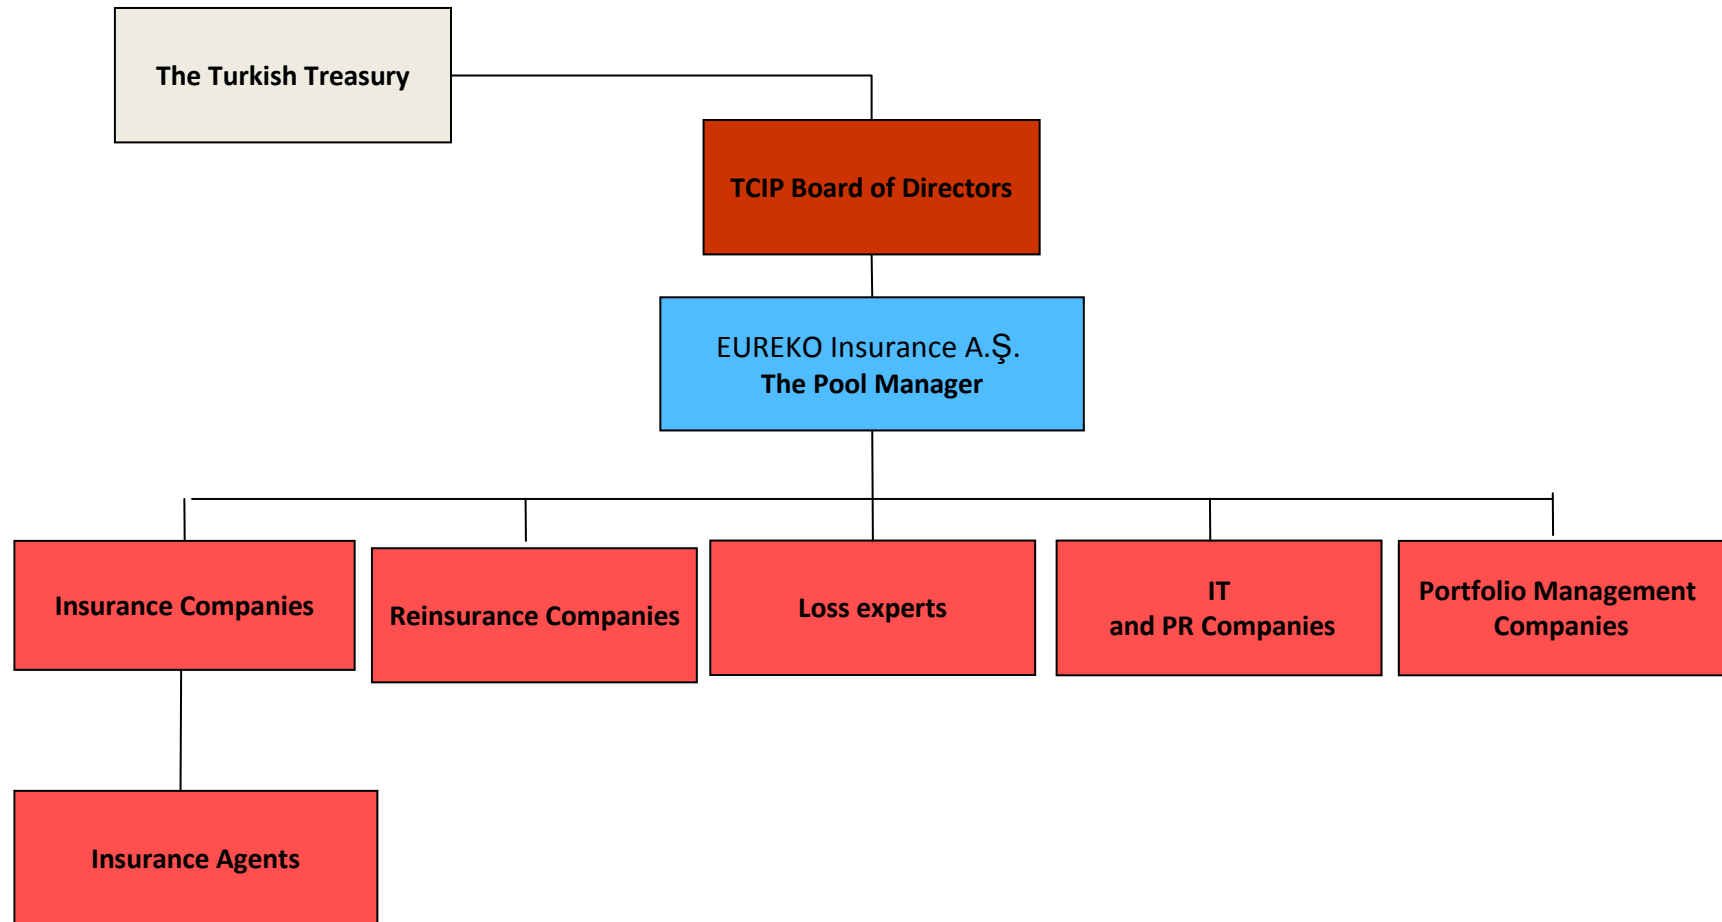 The Turkish Treasury
TCIP Board of Directors
EUREKO Insurance A.Ş.
The Pool Manager
Insurance Companies
Reinsurance Companies
Loss experts
IT
and PR Companies
Portfolio Management
Companies
Insurance Agents